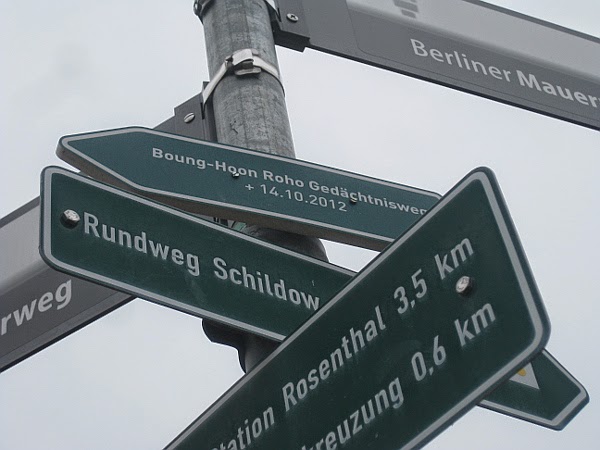 Berliner Mauer
Boung-Hoon Roho Gedächtnisweg
+ 14.10.2012
Rundweg Schildow
rweg
Station Rosenthal 3,5 km
kreuzung 0,6 km